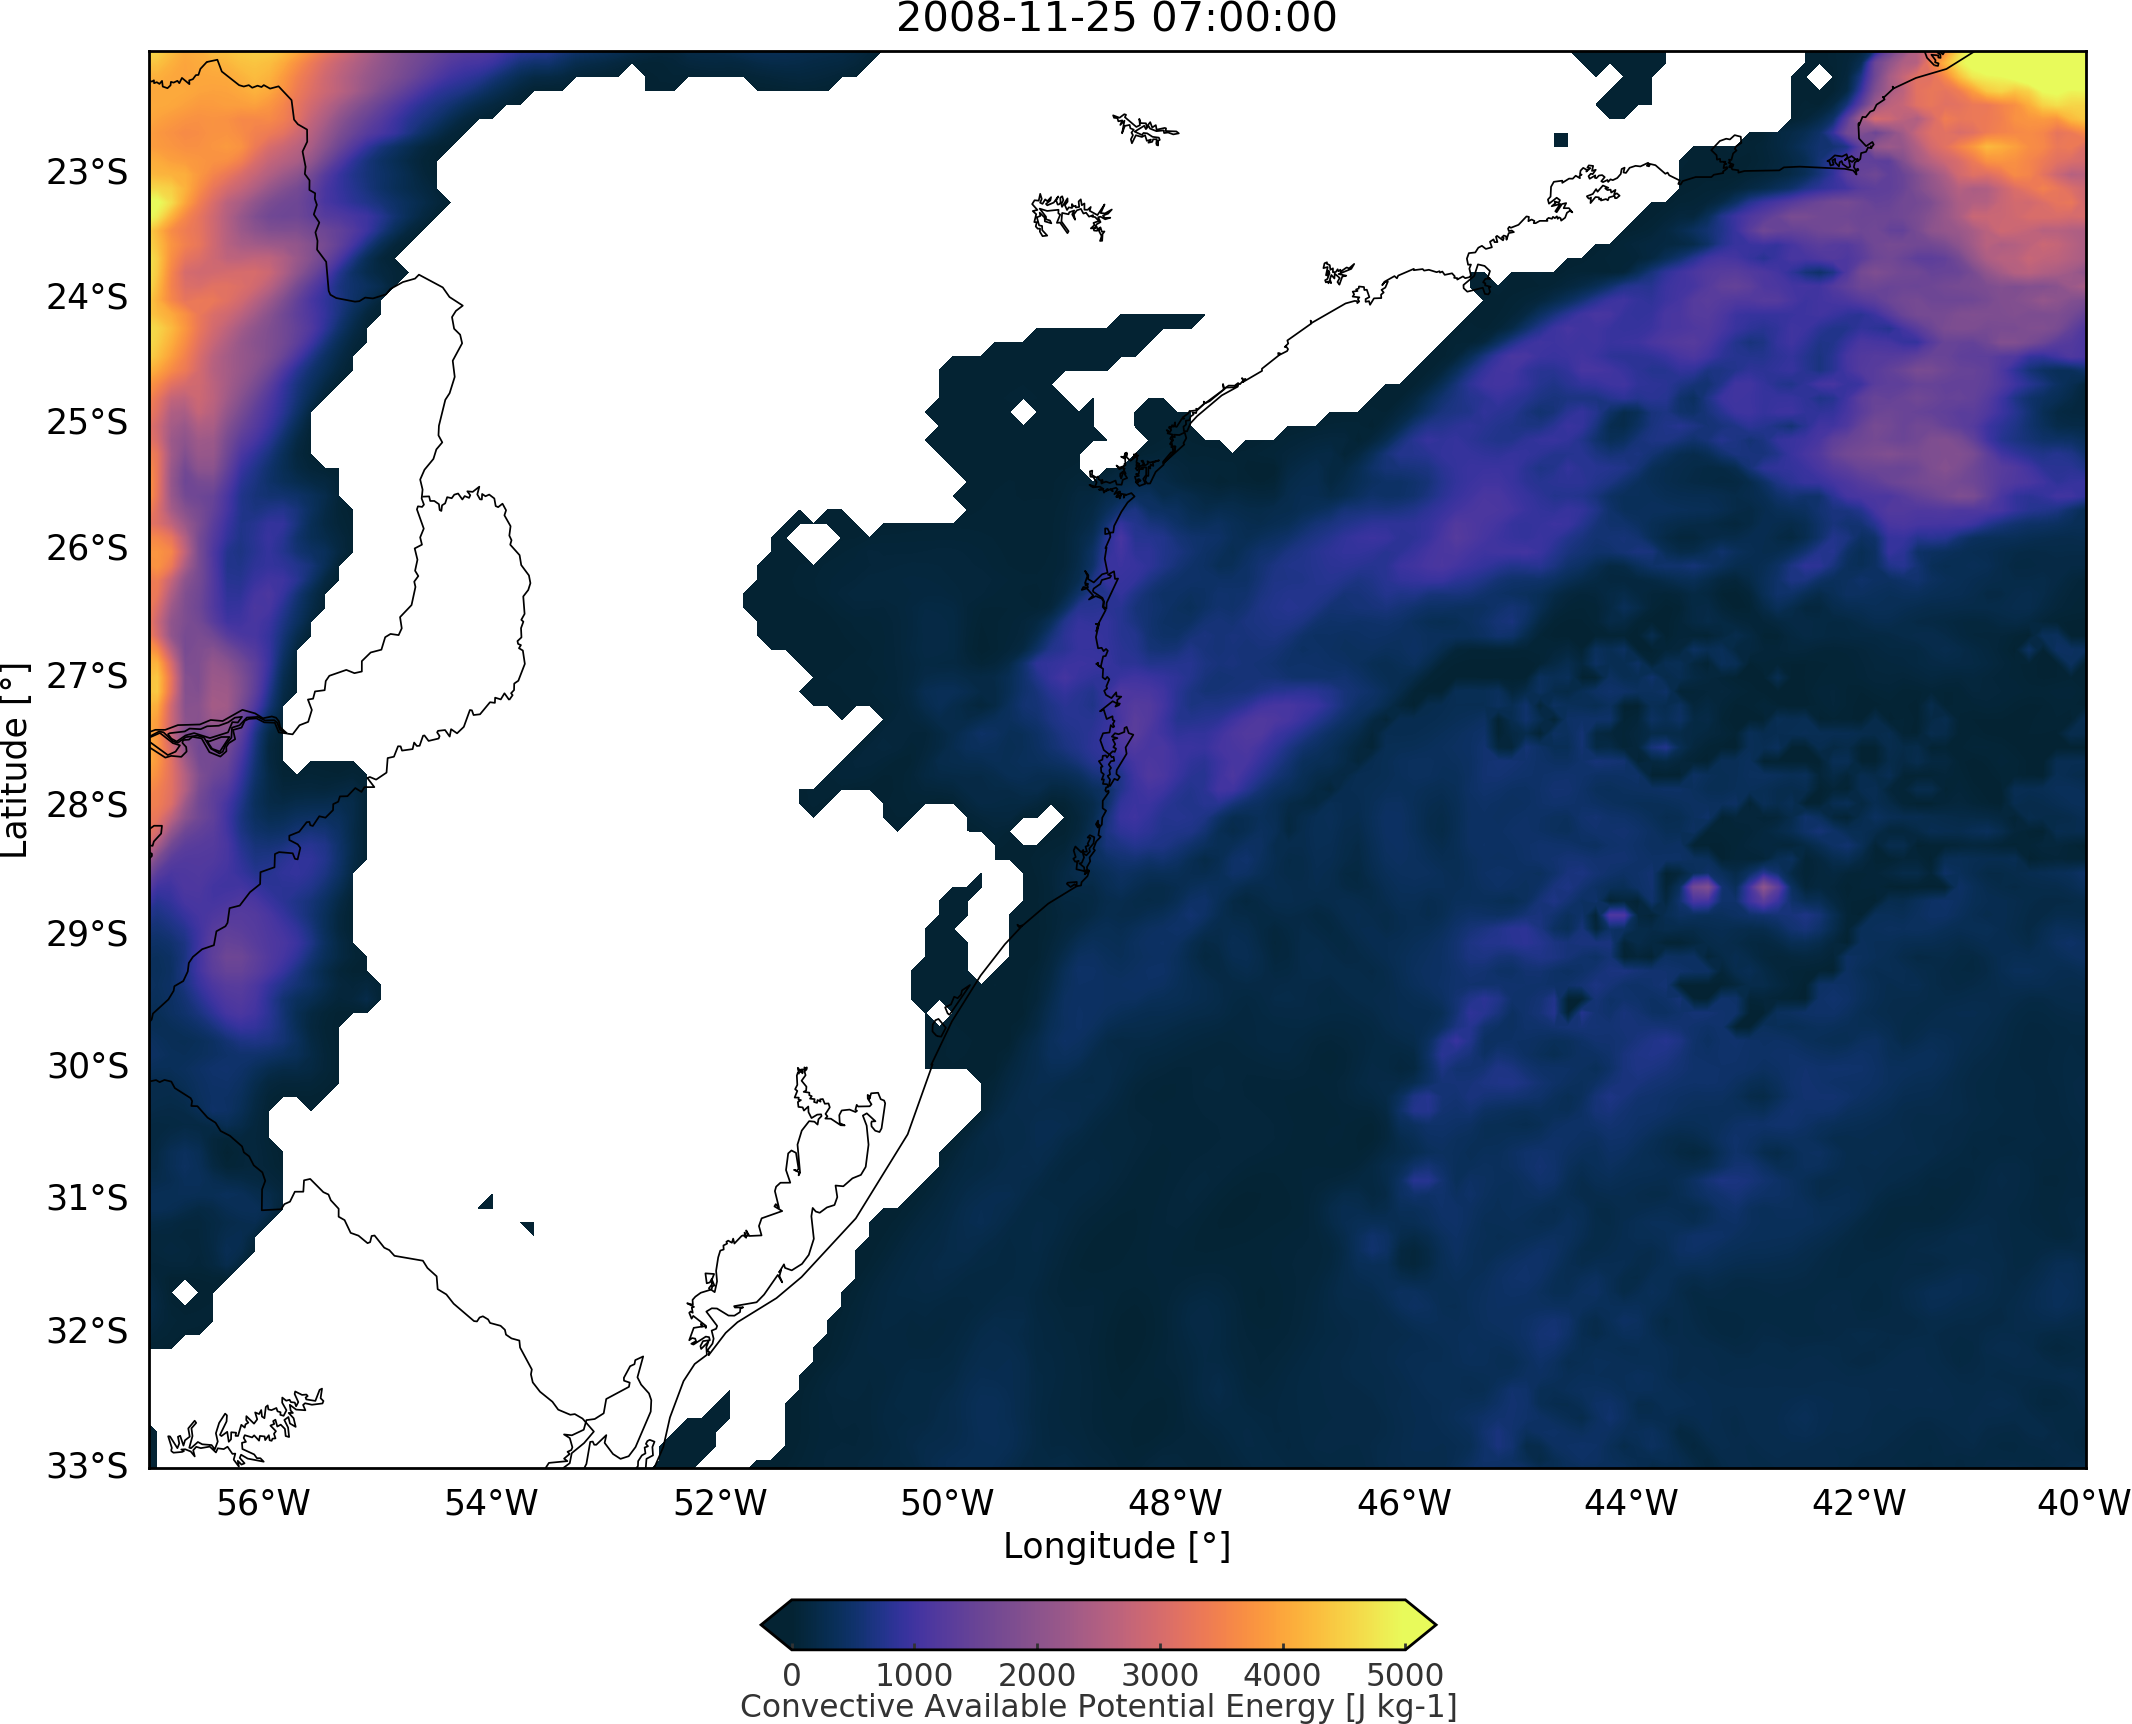 2008-11-25 07:00:00
23°S
24°S
25°S
26°S
27°S
28°S
29°S
30°S
31°S
32°S
33°S
Latitude [°]
56°W 54°W 52°W 50°W 48°W 46°W 44°W 42°W 40°W
Longitude [°]
0 1000 2000 3000 4000 5000
Convective Available Potential Energy [J kg-1]